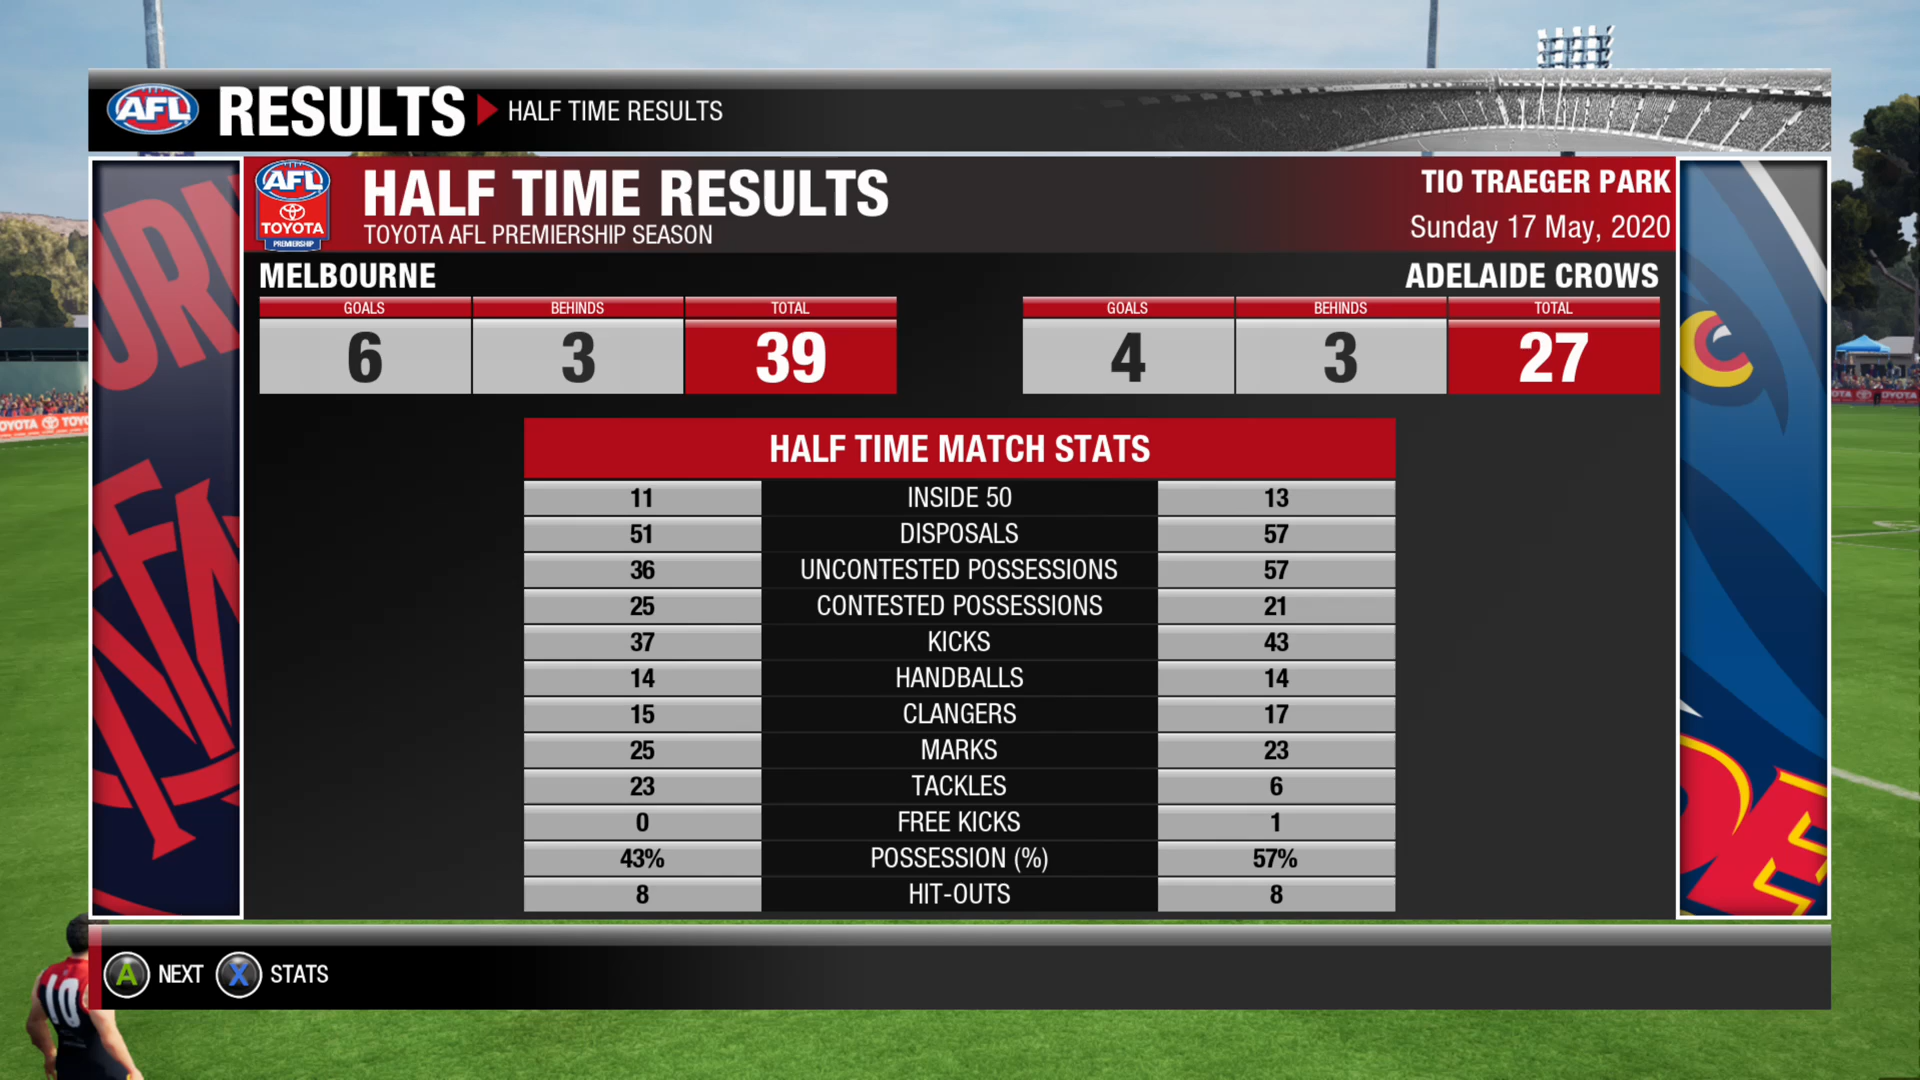 AFL RESULTS HALF TIME RESULTS
AFL
TOYOTA
PREMIERSHIP
HALF TIME RESULTS
TOYOTA AFL PREMIERSHIP SEASON
TIO TRAEGER PARK
Sunday 17 May, 2020
MELBOURNE
ADELAIDE CROWS
GOALS BEHINDS TOTAL GOALS BEHINDS TOTAL
6 3 39 4 3 27
HALF TIME MATCH STATS
11 INSIDE 50 13
51 DISPOSALS 57
36 UNCONTESTED POSSESSIONS 57
25 CONTESTED POSSESSIONS 21
37 KICKS 43
14 HANDBALLS 14
15 CLANGERS 17
25 MARKS 23
23 TACKLES 6
0 FREE KICKS 1
43% POSSESSION (%) 57%
8 HIT-OUTS 8
A NEXT X STATS
10